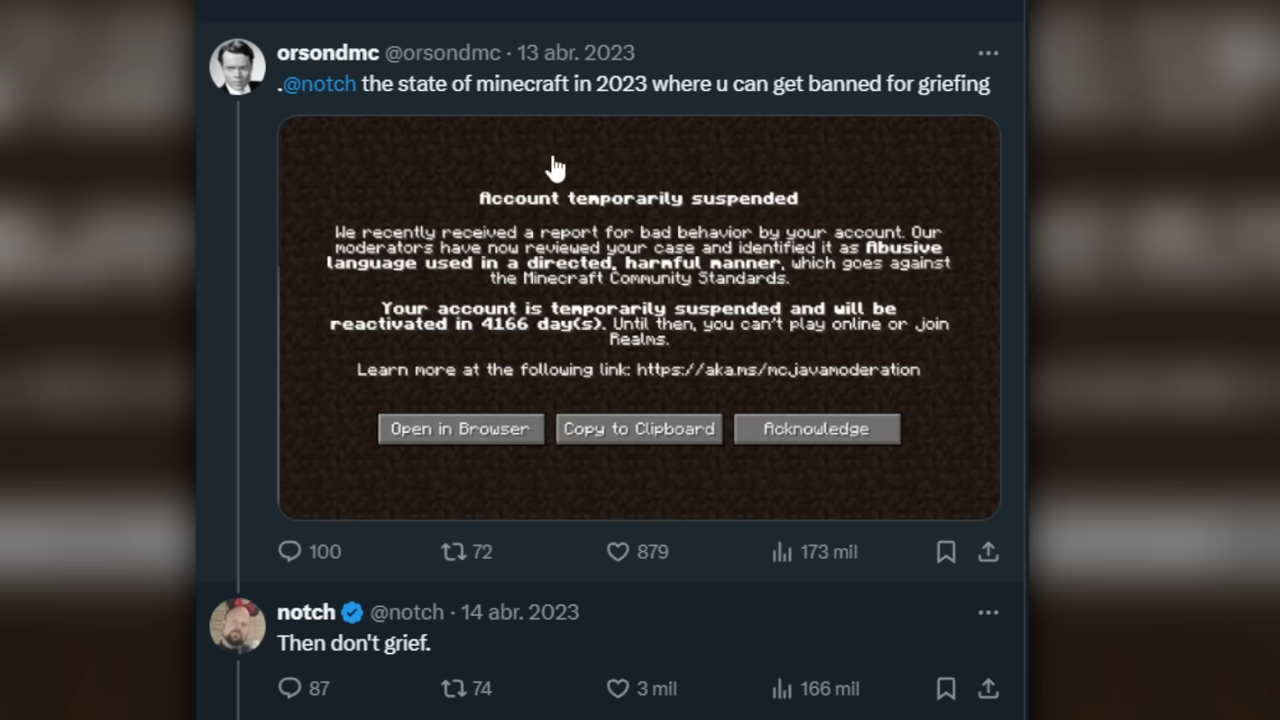 orsondmc @orsondmc · 13 abr. 2023
.@notch the state of minecraft in 2023 where u can get banned for griefing
Account temporarily suspended
We recently received a report for bad behavior by your account. Our
moderators have now reviewed your case and identified it as Abusive
language used in a directed, harmful manner, which goes against
the Minecraft Community Standards.
Your account is temporarily suspended and will be
reactivated in 4166 day(s). Until then, you can't play online or join
Realms.
Learn more at the following link: https://aka.ms/mcjavamoderation
Open in Browser Copy to Clipboard Acknowledge
100 72 879 173 mil
notch @notch · 14 abr. 2023
Then don't grief.
87 74 3 mil 166 mil